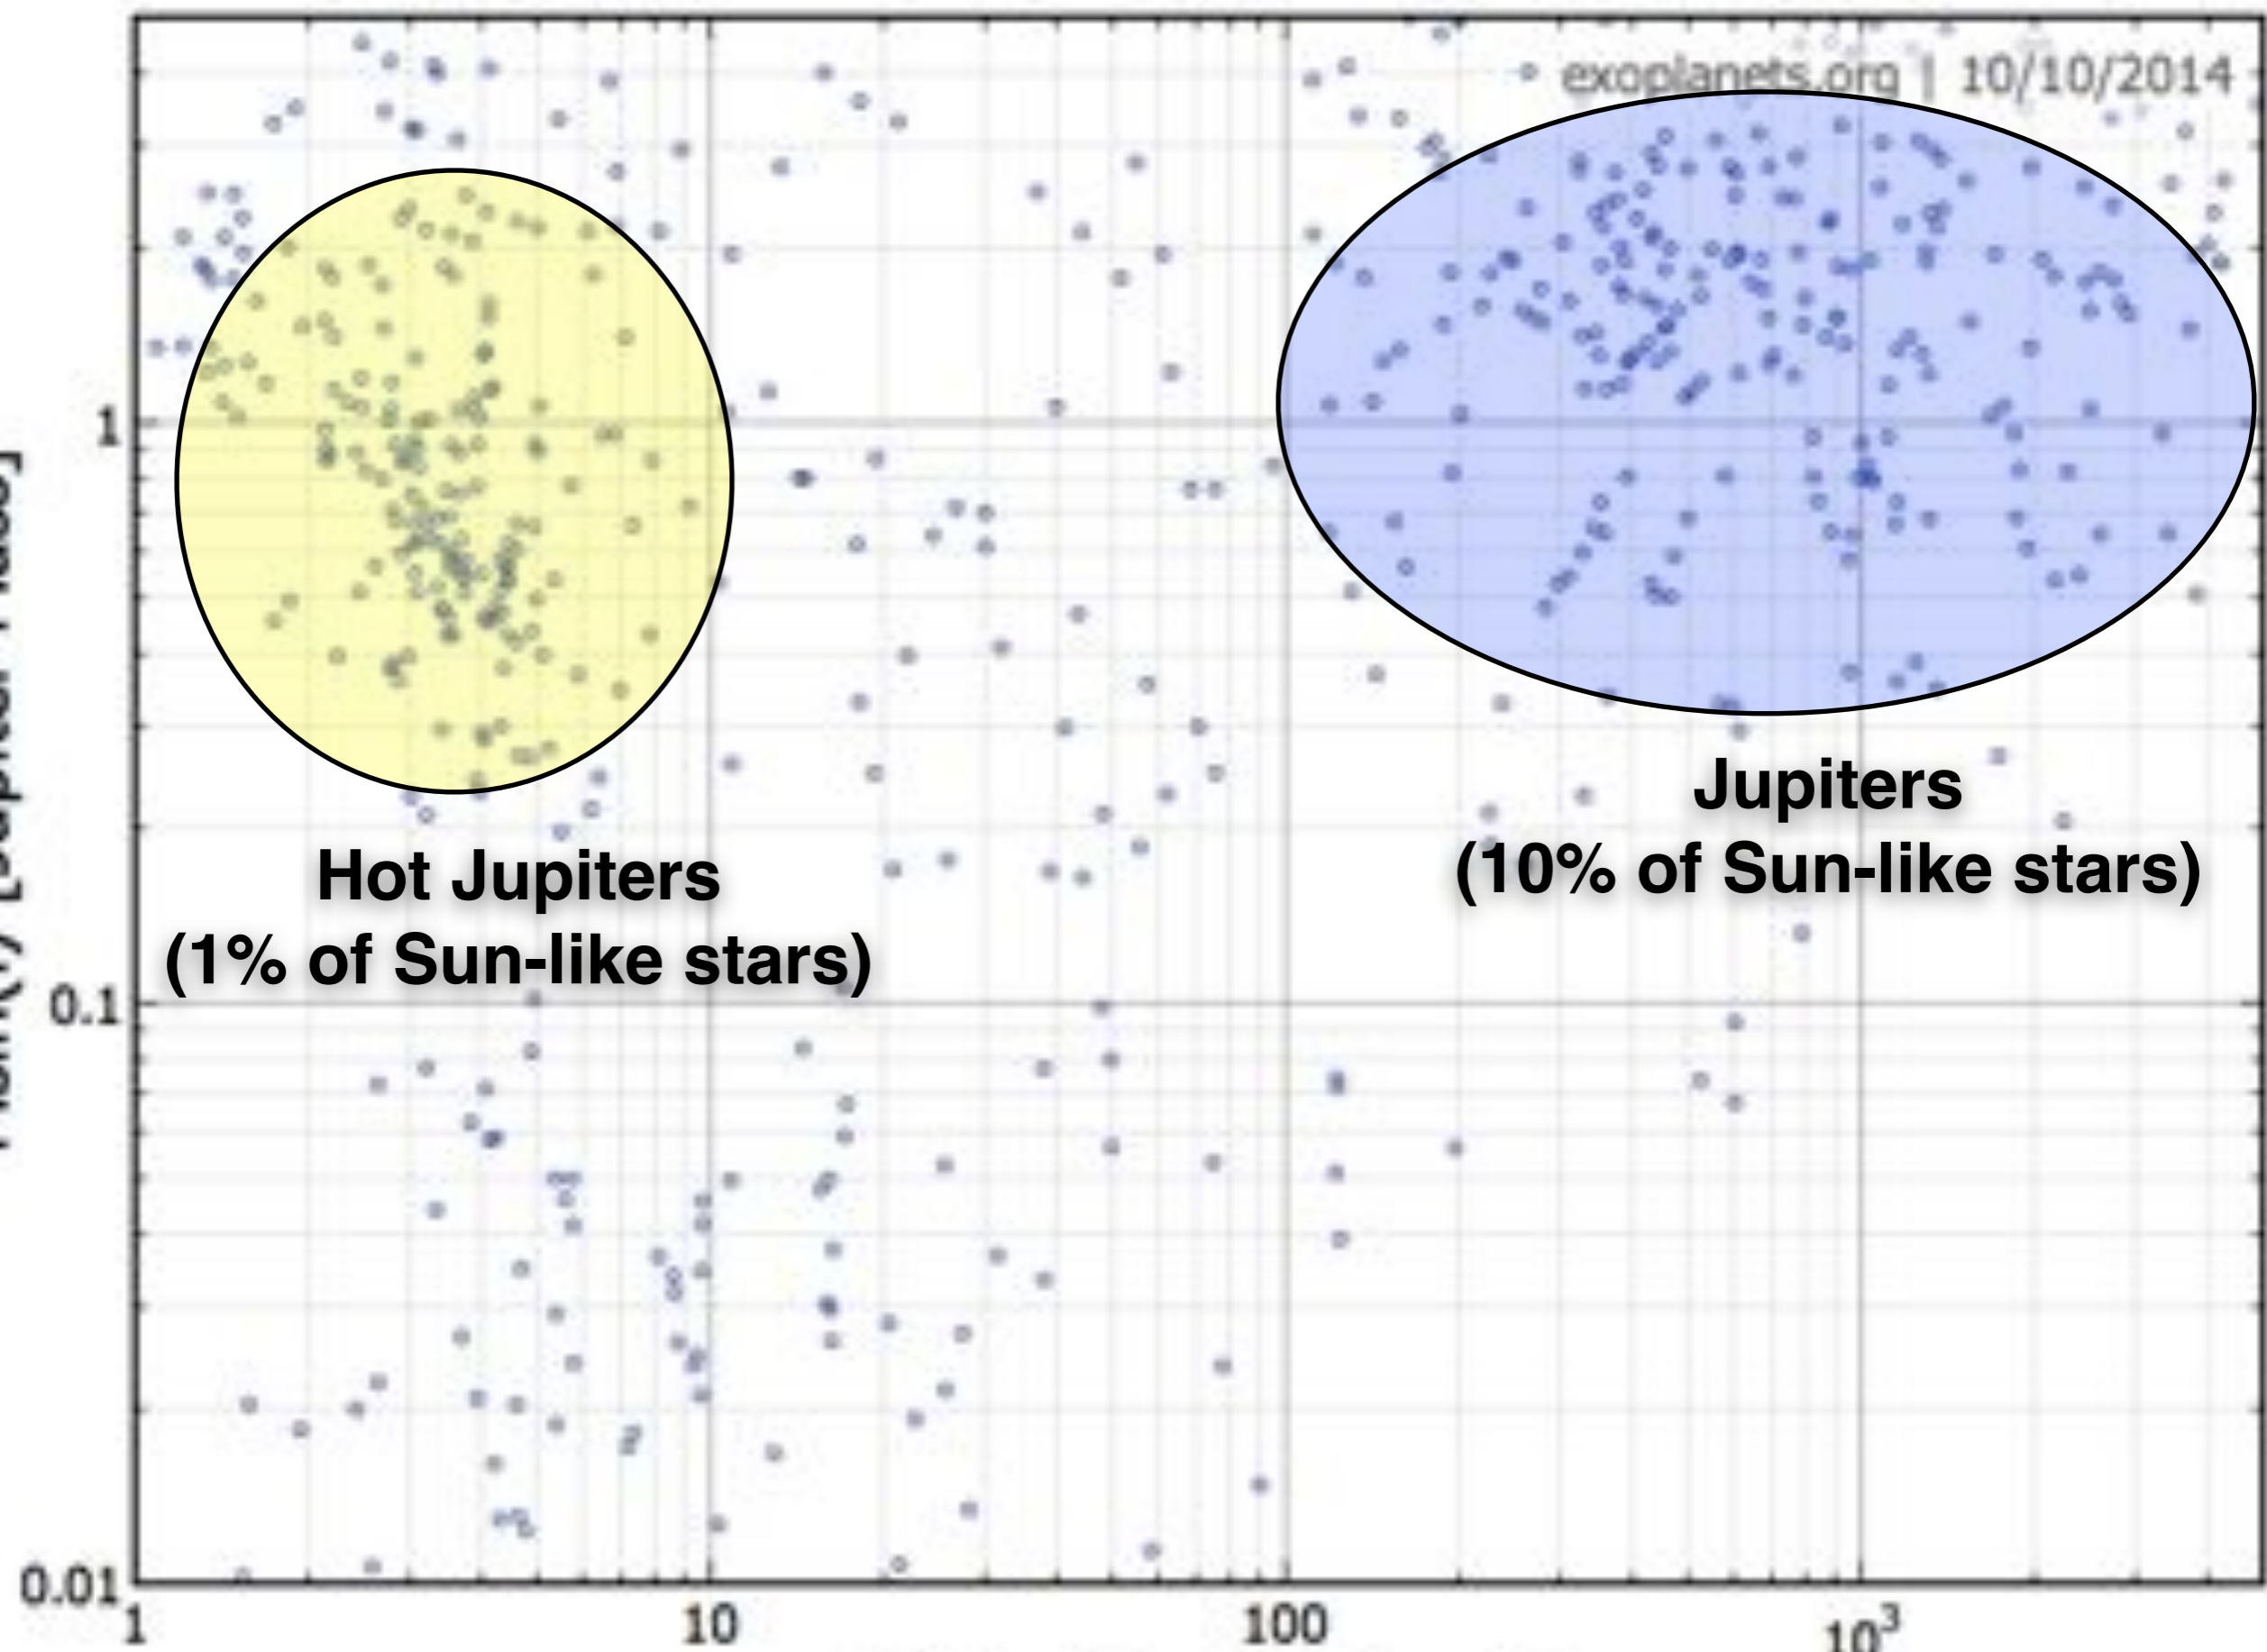 exoplanets.org | 10/10/2014
1
Jupiters
(10% of Sun-like stars)
Hot Jupiters
(1% of Sun-like stars)
0.1
0.01
1
10
100
10³